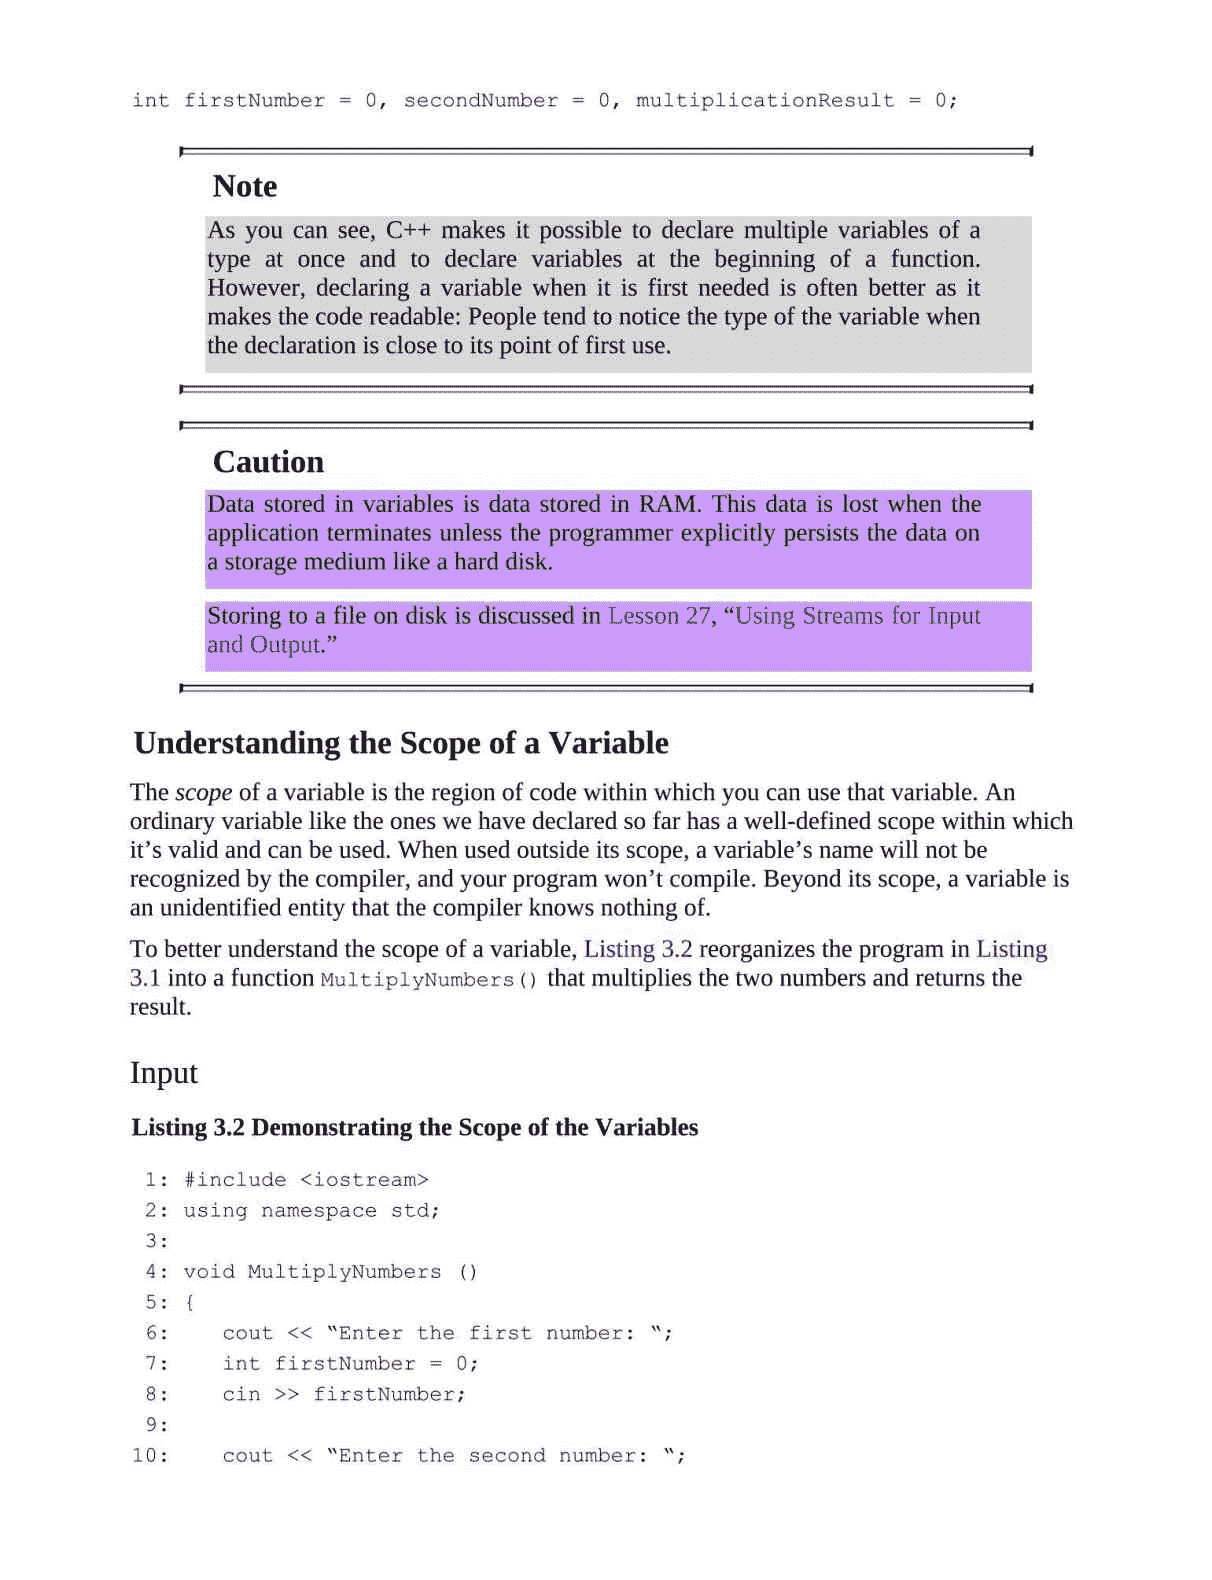 int firstNumber = 0, secondNumber = 0, multiplicationResult = 0;
Note
As you can see, C++ makes it possible to declare multiple variables of a
type at once and to declare variables at the beginning of a function.
However, declaring a variable when it is first needed is often better as it
makes the code readable: People tend to notice the type of the variable when
the declaration is close to its point of first use.
Caution
Data stored in variables is data stored in RAM. This data is lost when the
application terminates unless the programmer explicitly persists the data on
a storage medium like a hard disk.
Storing to a file on disk is discussed in Lesson 27, “Using Streams for Input
and Output.”
Understanding the Scope of a Variable
The scope of a variable is the region of code within which you can use that variable. An
ordinary variable like the ones we have declared so far has a well-defined scope within which
it’s valid and can be used. When used outside its scope, a variable’s name will not be
recognized by the compiler, and your program won’t compile. Beyond its scope, a variable is
an unidentified entity that the compiler knows nothing of.
To better understand the scope of a variable, Listing 3.2 reorganizes the program in Listing
3.1 into a function MultiplyNumbers() that multiplies the two numbers and returns the
result.
Input
Listing 3.2 Demonstrating the Scope of the Variables
1: #include <iostream>
2: using namespace std;
3:
4: void MultiplyNumbers ()
5: {
6:    cout << “Enter the first number: “;
7:    int firstNumber = 0;
8:    cin >> firstNumber;
9:
10:    cout << “Enter the second number: “;